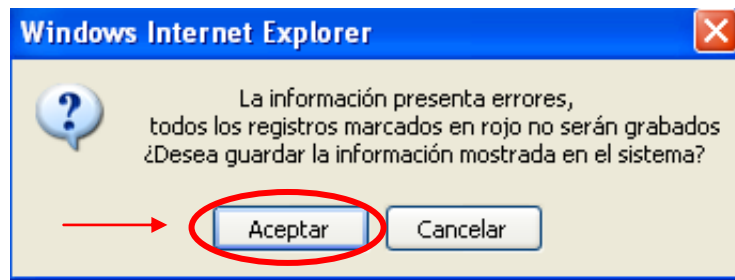 Windows Internet Explorer
La información presenta errores,
todos los registros marcados en rojo no serán grabados
¿Desea guardar la información mostrada en el sistema?
Aceptar Cancelar